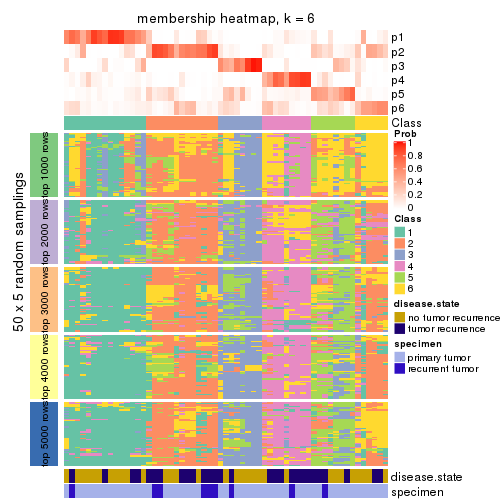 membership heatmap, k = 6
p1
p2
p3
p4
p5
p6
Class
Prob
1
0.8
0.6
0.4
0.2
0
Class
1
2
3
4
5
6
disease.state
no tumor recurrence
tumor recurrence
specimen
primary tumor
recurrent tumor
50 x 5 random samplings
top 1000 rows
top 2000 rows
top 3000 rows
top 4000 rows
top 5000 rows
disease.state
specimen